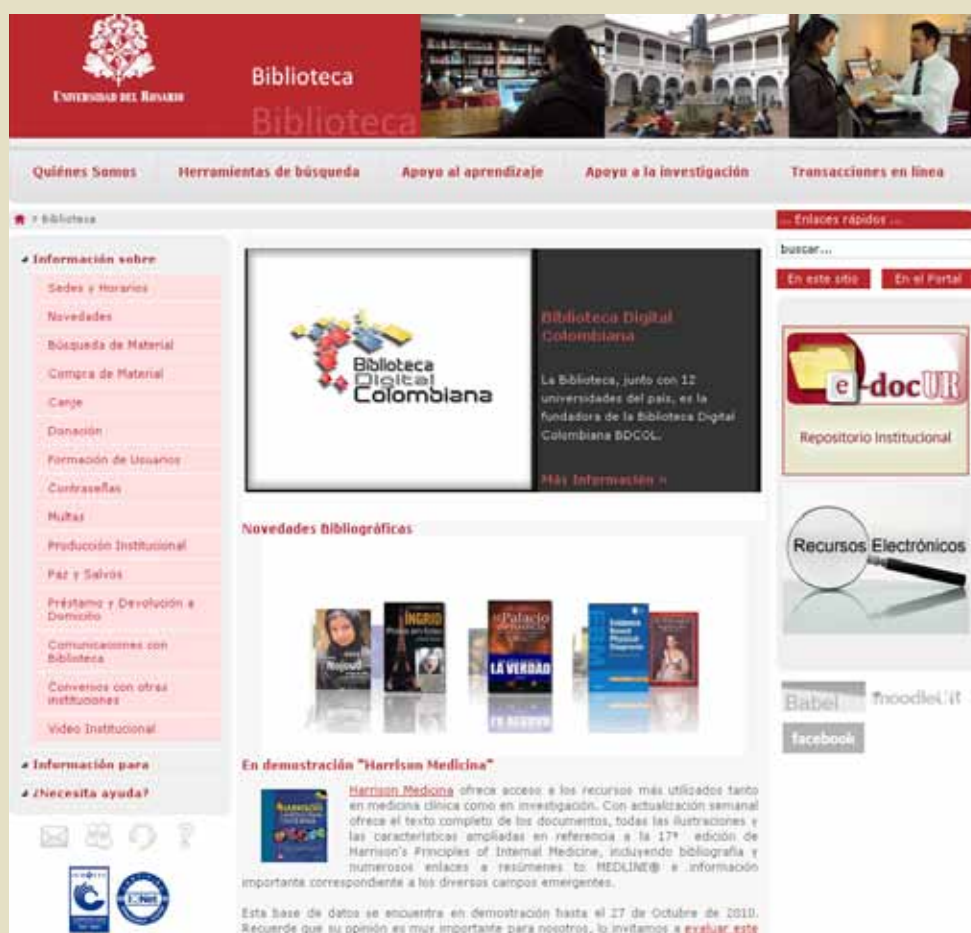 UNIVERSIDAD DEL ROSARIO
Biblioteca
Biblioteca
Quiénes Somos
Herramientas de búsqueda
Apoyo al aprendizaje
Apoyo a la investigación
Transacciones en línea
> Biblioteca
... Enlaces rápidos ...
buscar...
En este sitio
En el Portal
Información sobre
Sedes y Horarios
Novedades
Búsqueda de Material
Compra de Material
Canje
Donación
Formación de Usuarios
Contraseñas
Multas
Producción Institucional
Paz y Salvos
Préstamo y Devolución a
Domicilio
Comunicaciones con
Biblioteca
Convenios con otras
instituciones
Video Institucional
Información para
¿Necesita ayuda?
Biblioteca
Digital
Colombiana
Biblioteca Digital
Colombiana
La Biblioteca, junto con 12
universidades del país, es la
fundadora de la Biblioteca Digital
Colombiana BDCOL.
Más Información »
Novedades Bibliográficas
Nojoud
INGRID
el Palacio
de Justicia
LA VERDAD
Evidence
Based
Physical
Diagnosis
En demostración "Harrison Medicina"
Harrison Medicina ofrece acceso a los recursos más utilizados tanto
en medicina clínica como en investigación. Con actualización semanal
ofrece el texto completo de los documentos, todas las ilustraciones y
las características ampliadas en referencia a la 17ª edición de
Harrison's Principles of Internal Medicine, incluyendo bibliografía y
numerosos enlaces a resúmenes to MEDLINE® e información
importante correspondiente a los diversos campos emergentes.
Esta base de datos se encuentra en demostración hasta el 27 de Octubre de 2010.
Recuerde que su opinión es muy importante para nosotros, lo invitamos a evaluar este
e-docUR
Repositorio Institucional
Recursos Electrónicos
Babel
moodle
facebook
IQNet